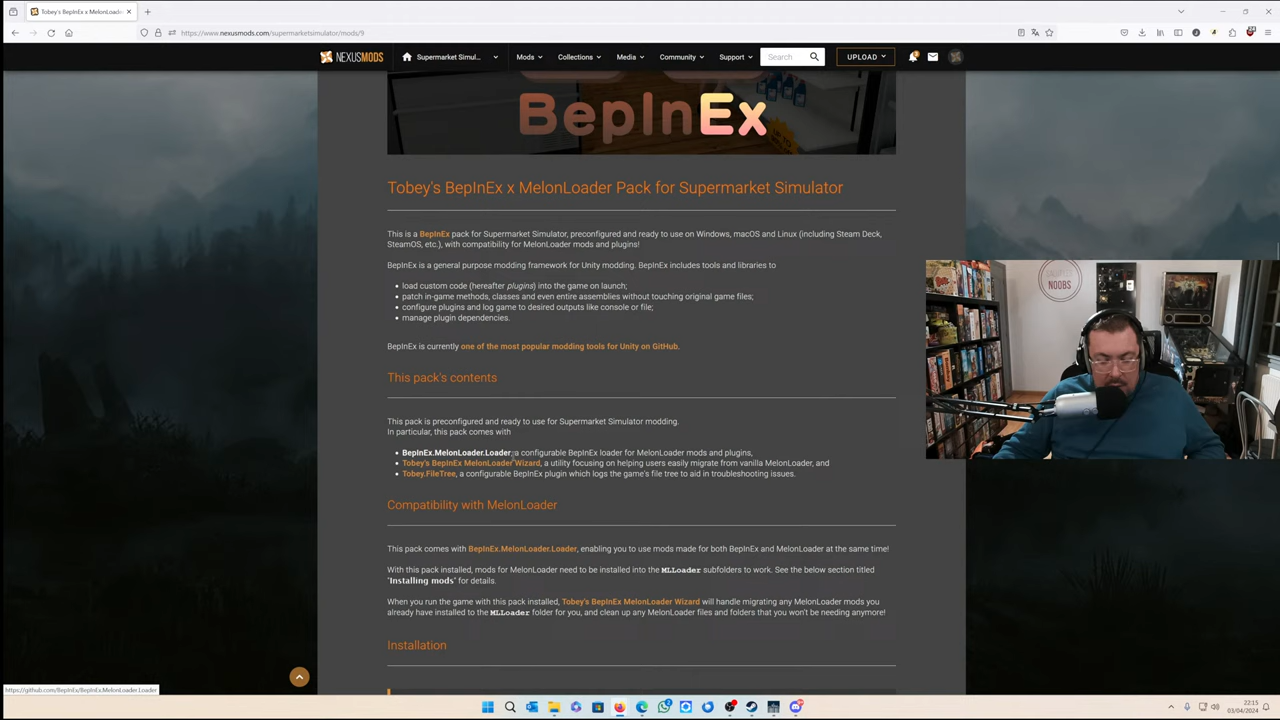 Tobey's BepInEx x MelonLoade
https://www.nexusmods.com/supermarketsimulator/mods/9
NEXUSMODS
Supermarket Simul...
Mods
Collections
Media
Community
Support
Search
UPLOAD
BepInEx
Tobey's BepInEx x MelonLoader Pack for Supermarket Simulator
This is a BepInEx pack for Supermarket Simulator, preconfigured and ready to use on Windows, macOS and Linux (including Steam Deck,
SteamOS, etc.), with compatibility for MelonLoader mods and plugins!
BepInEx is a general purpose modding framework for Unity modding. BepInEx includes tools and libraries to
load custom code (hereafter plugins) into the game on launch;
patch in-game methods, classes and even entire assemblies without touching original game files;
configure plugins and log game to desired outputs like console or file;
manage plugin dependencies.
BepInEx is currently one of the most popular modding tools for Unity on GitHub.
This pack's contents
This pack is preconfigured and ready to use for Supermarket Simulator modding.
In particular, this pack comes with
BepInEx.MelonLoader.Loader, a configurable BepInEx loader for MelonLoader mods and plugins,
Tobey's BepInEx MelonLoader Wizard, a utility focusing on helping users easily migrate from vanilla MelonLoader, and
Tobey.FileTree, a configurable BepInEx plugin which logs the game's file tree to aid in troubleshooting issues.
Compatibility with MelonLoader
This pack comes with BepInEx.MelonLoader.Loader, enabling you to use mods made for both BepInEx and MelonLoader at the same time!
With this pack installed, mods for MelonLoader need to be installed into the MLLoader subfolders to work. See the below section titled
"Installing mods" for details.
When you run the game with this pack installed, Tobey's BepInEx MelonLoader Wizard will handle migrating any MelonLoader mods you
already have installed to the MLLoader folder for you, and clean up any MelonLoader files and folders that you won't be needing anymore!
Installation
NOOBS
https://github.com/BepInEx/BepInEx.MelonLoader.Loader
22:15
03/04/2024